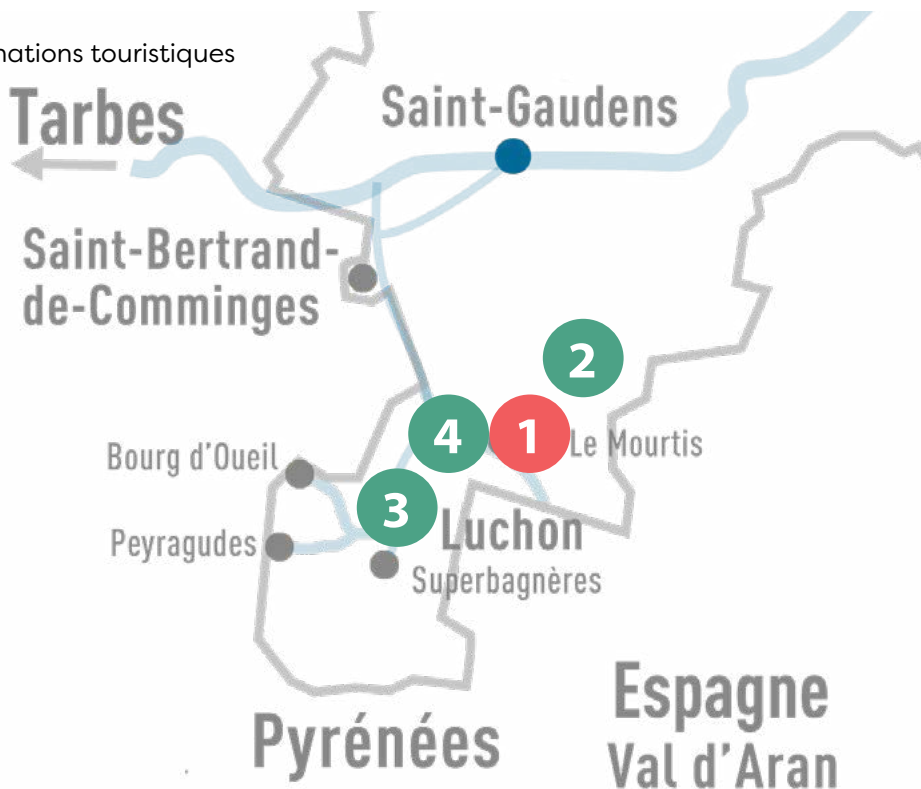 nations touristiques
Tarbes
Saint-Gaudens
Saint-Bertrand-
de-Comminges
2
4
1
Le Mourtis
Bourg d'Oueil
3
Luchon
Peyragudes
Superbagnères
Espagne
Pyrénées
Val d'Aran